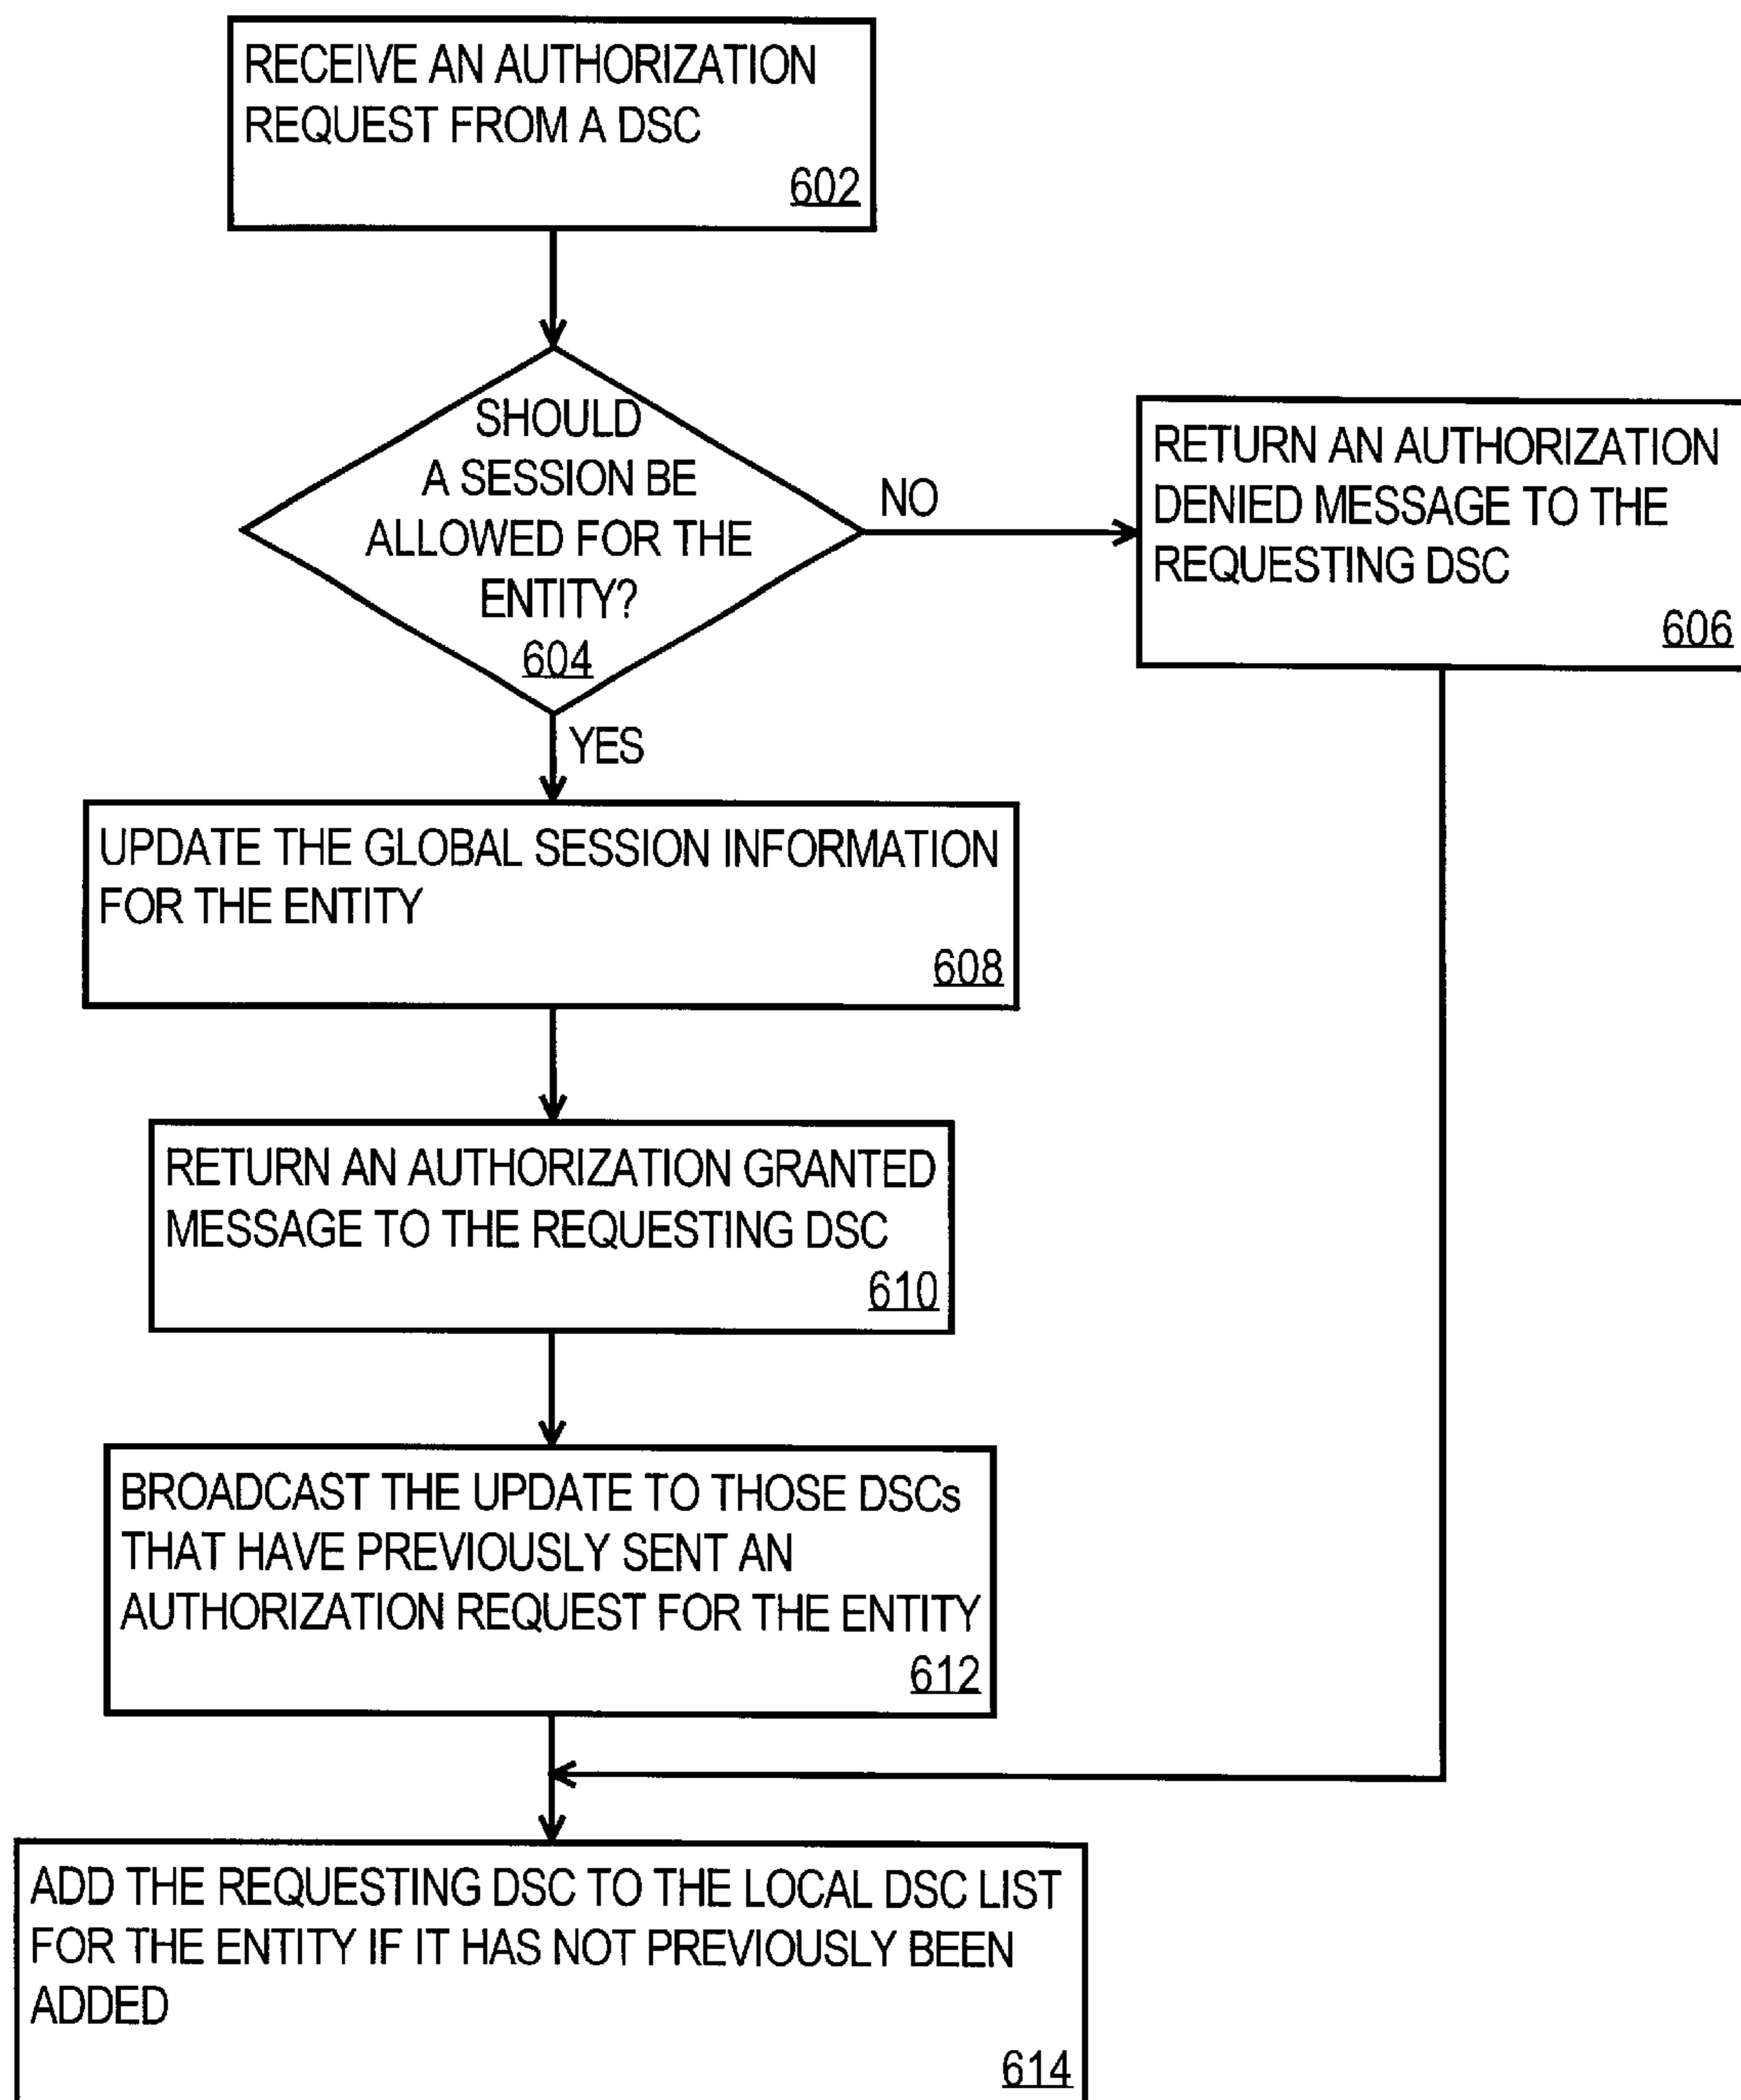 RECEIVE AN AUTHORIZATION
REQUEST FROM A DSC
602
SHOULD
A SESSION BE
ALLOWED FOR THE
ENTITY?
604
NO
RETURN AN AUTHORIZATION
DENIED MESSAGE TO THE
REQUESTING DSC
606
YES
UPDATE THE GLOBAL SESSION INFORMATION
FOR THE ENTITY
608
RETURN AN AUTHORIZATION GRANTED
MESSAGE TO THE REQUESTING DSC
610
BROADCAST THE UPDATE TO THOSE DSCs
THAT HAVE PREVIOUSLY SENT AN
AUTHORIZATION REQUEST FOR THE ENTITY
612
ADD THE REQUESTING DSC TO THE LOCAL DSC LIST
FOR THE ENTITY IF IT HAS NOT PREVIOUSLY BEEN
ADDED
614